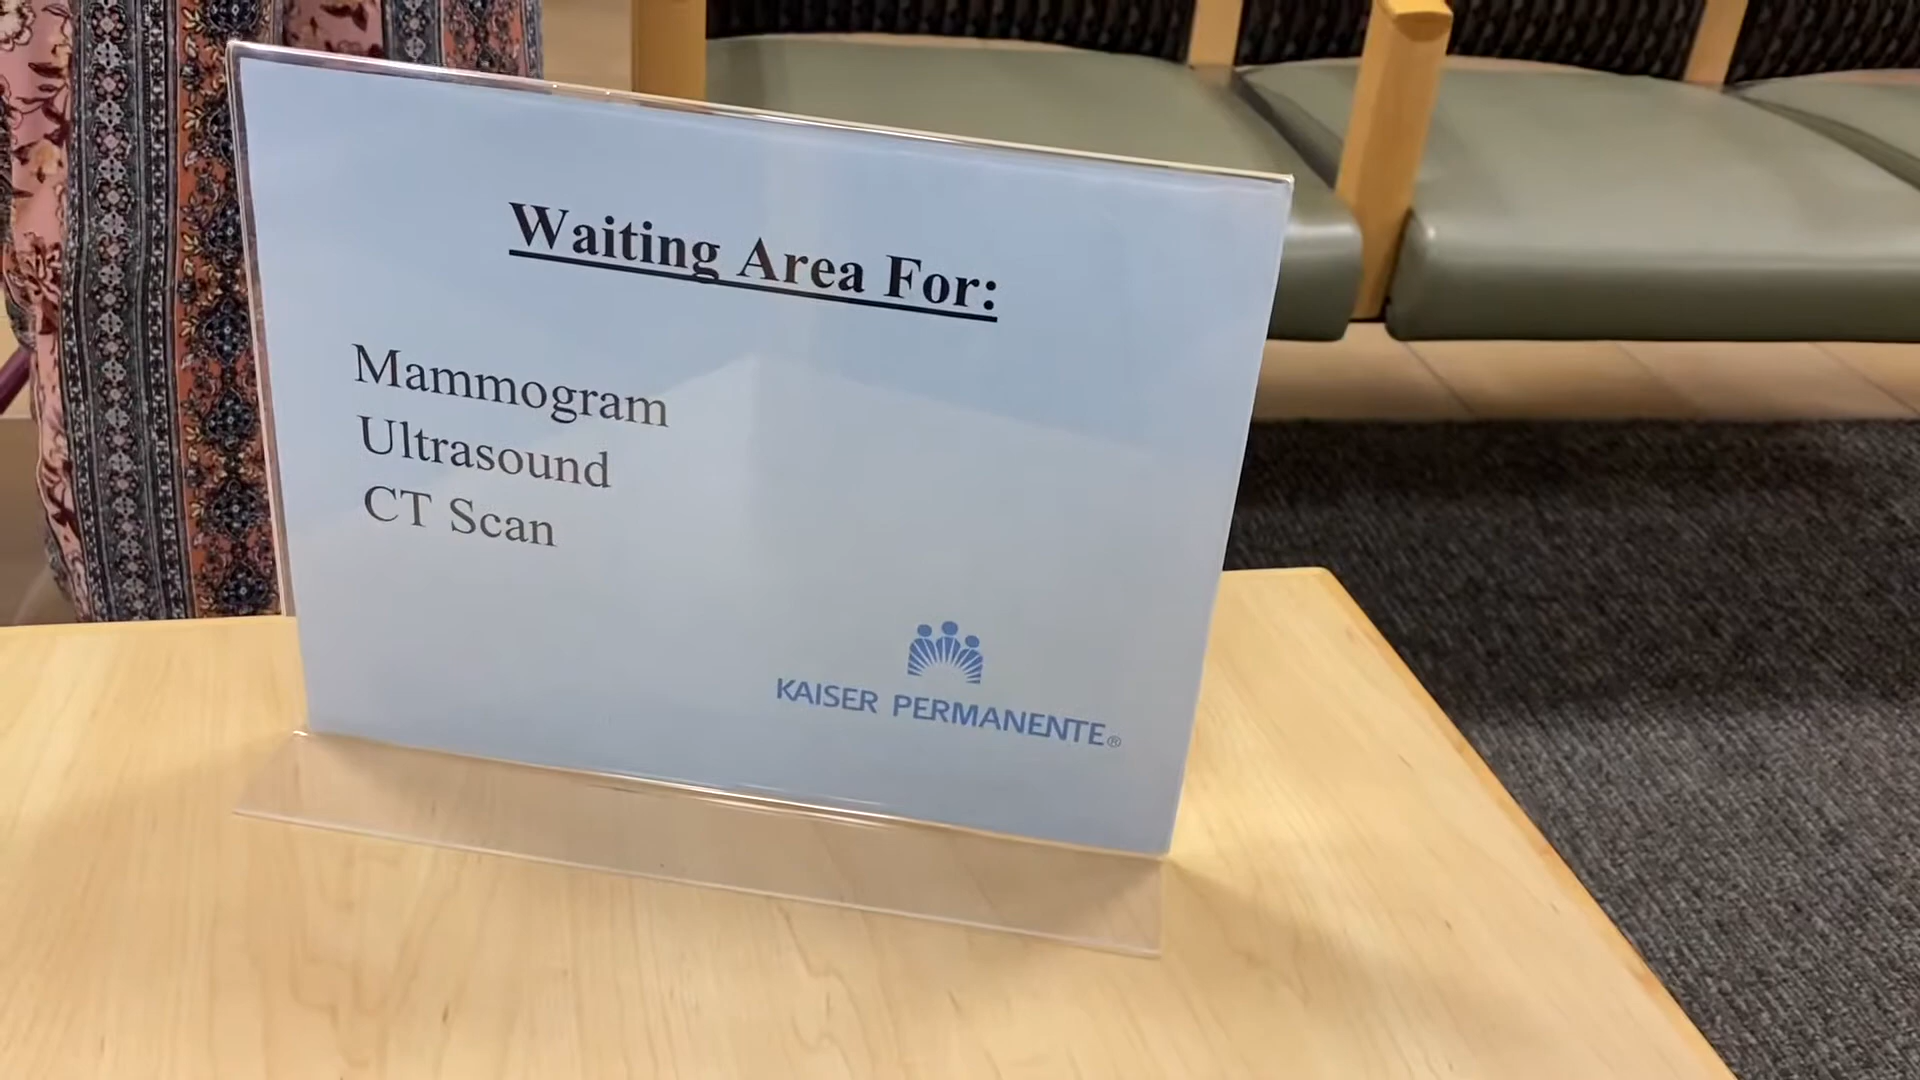 Waiting Area For:
Mammogram
Ultrasound
CT Scan
KAISER PERMANENTE®